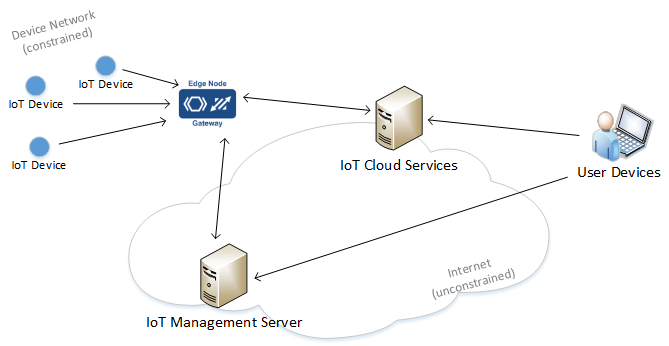 Device Network
(constrained)
IoT Device
IoT Device
IoT Device
Edge Node
Gateway
IoT Cloud Services
User Devices
Internet
(unconstrained)
IoT Management Server